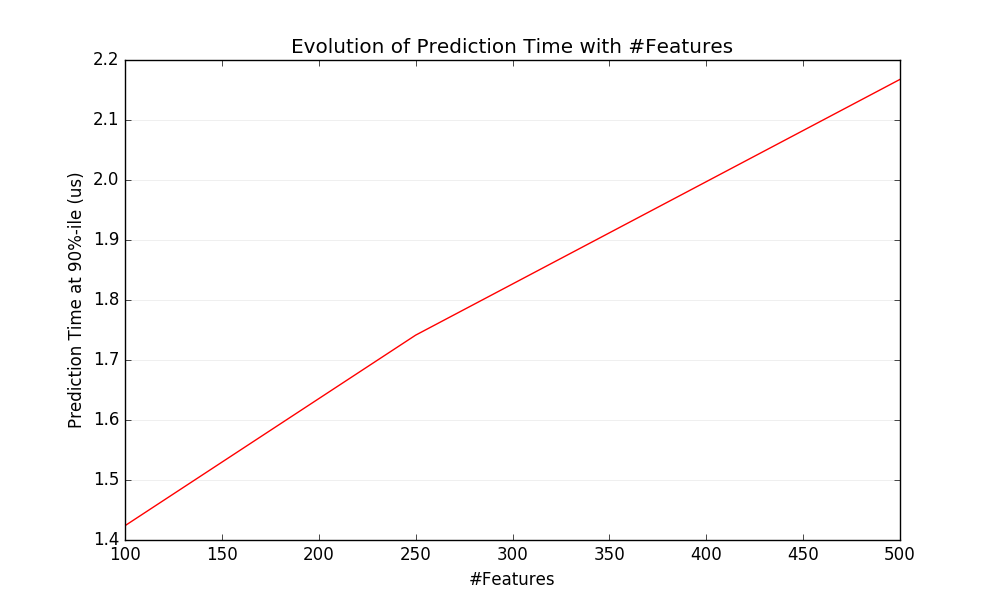 Evolution of Prediction Time with #Features
Prediction Time at 90%-ile (us)
2.2
2.1
2.0
1.9
1.8
1.7
1.6
1.5
1.4
100 150 200 250 300 350 400 450 500
#Features